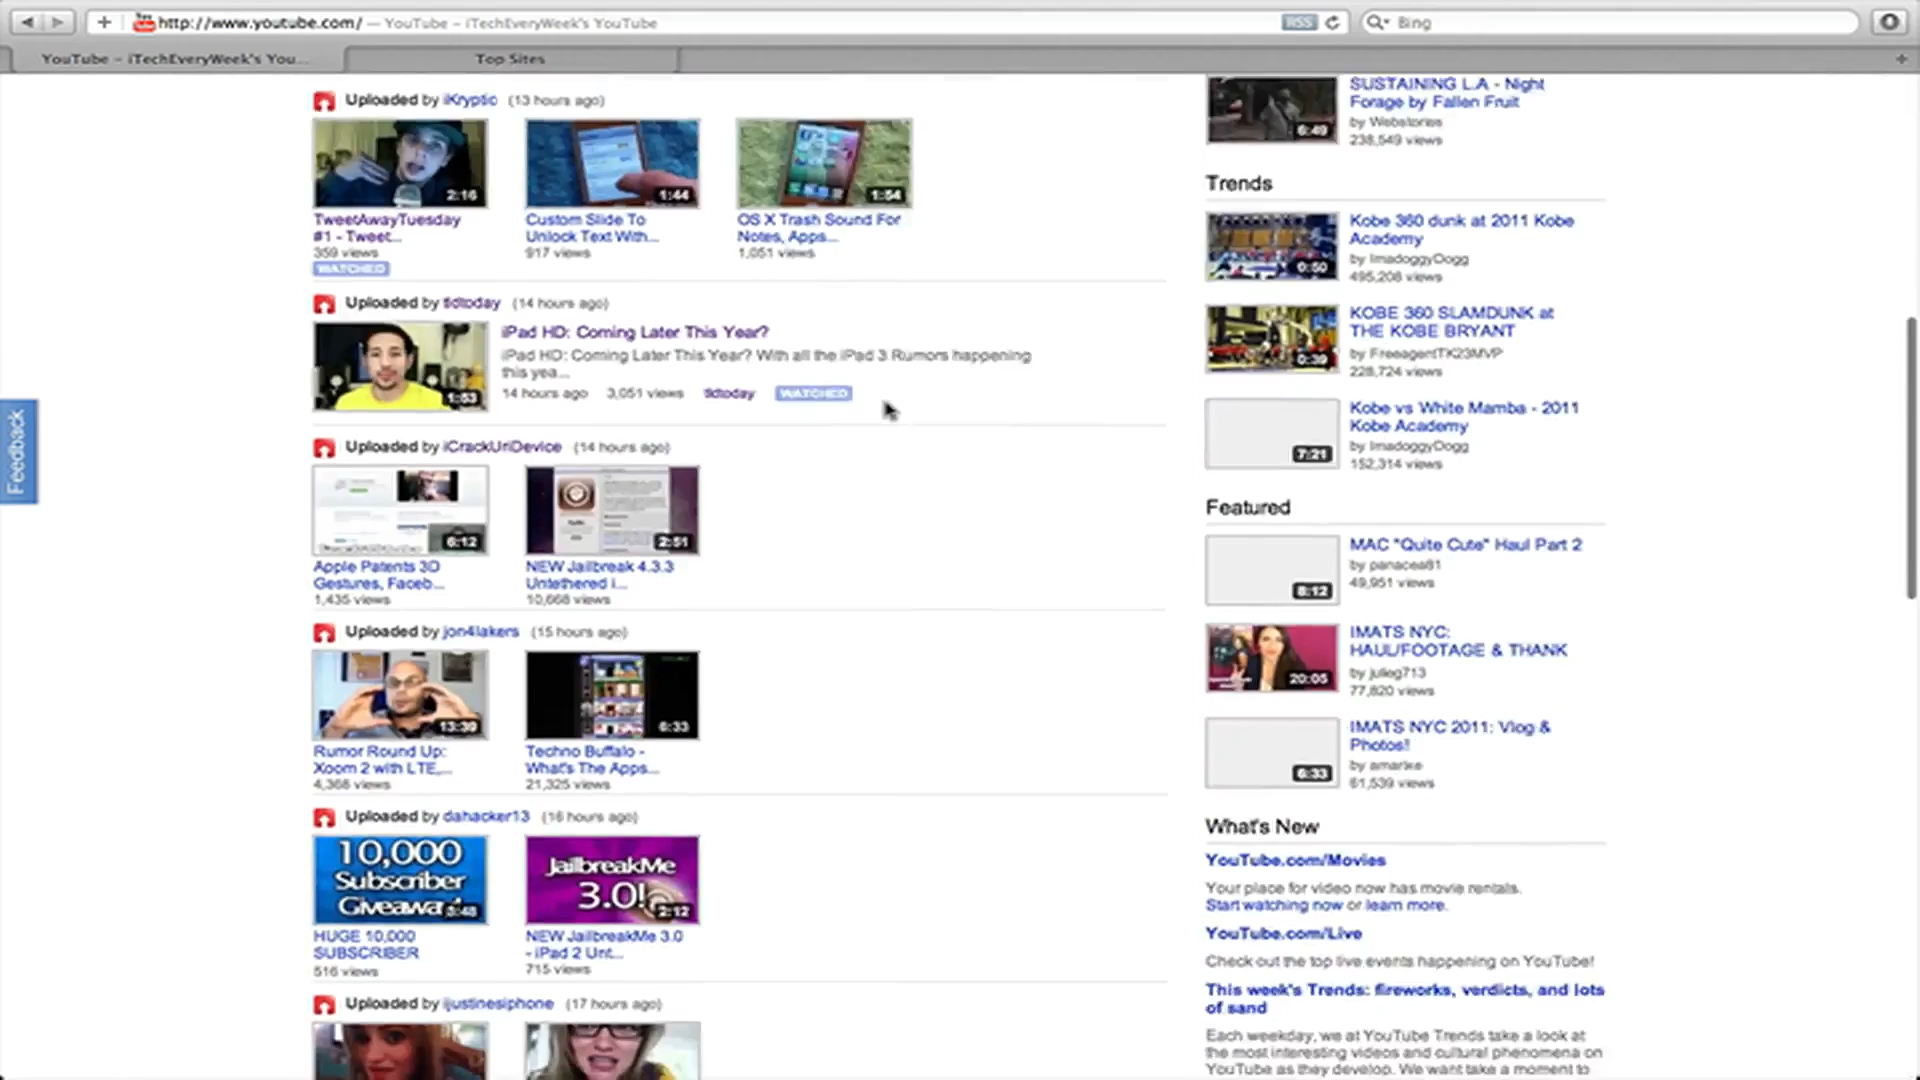 http://www.youtube.com/ — YouTube – iTechEveryWeek's YouTube
RSS
Bing
YouTube – iTechEveryWeek's You...
Top Sites
Feedback
Uploaded by iKryptic (13 hours ago)
2:16
1:44
1:54
TweetAwayTuesday
#1 - Tweet...
359 views
WATCHED
Custom Slide To
Unlock Text With...
917 views
OS X Trash Sound For
Notes, Apps...
1,051 views
Uploaded by tldtoday (14 hours ago)
1:53
iPad HD: Coming Later This Year?
iPad HD: Coming Later This Year? With all the iPad 3 Rumors happening
this yea...
14 hours ago 3,051 views tldtoday WATCHED
Uploaded by iCrackUriDevice (14 hours ago)
6:12
2:51
Apple Patents 3D
Gestures, Faceb...
1,435 views
NEW Jailbreak 4.3.3
Untethered i...
10,668 views
Uploaded by jon4lakers (15 hours ago)
13:39
6:33
Rumor Round Up:
Xoom 2 with LTE,...
4,368 views
Techno Buffalo -
What's The Apps...
21,325 views
Uploaded by dahacker13 (16 hours ago)
10,000
Subscriber
Giveaway
3:48
JailbreakMe
3.0!
2:12
HUGE 10,000
SUBSCRIBER
516 views
NEW JailbreakMe 3.0
- iPad 2 Unt...
715 views
Uploaded by ijustinesiphone (17 hours ago)
6:49
SUSTAINING L.A - Night
Forage by Fallen Fruit
by Webstories
238,549 views
Trends
0:50
Kobe 360 dunk at 2011 Kobe
Academy
by ImadoggyDogg
495,208 views
0:39
KOBE 360 SLAMDUNK at
THE KOBE BRYANT
by FreeagentTK23MVP
228,724 views
7:21
Kobe vs White Mamba - 2011
Kobe Academy
by ImadoggyDogg
152,314 views
Featured
8:12
MAC "Quite Cute" Haul Part 2
by panacea81
49,951 views
20:05
IMATS NYC:
HAUL/FOOTAGE & THANK
by julieg713
77,820 views
6:33
IMATS NYC 2011: Vlog &
Photos!
by amarixe
61,539 views
What's New
YouTube.com/Movies
Your place for video now has movie rentals.
Start watching now or learn more.
YouTube.com/Live
Check out the top live events happening on YouTube!
This week's Trends: fireworks, verdicts, and lots
of sand
Each weekday, we at YouTube Trends take a look at
the most interesting videos and cultural phenomena on
YouTube as they develop. We want take a moment to